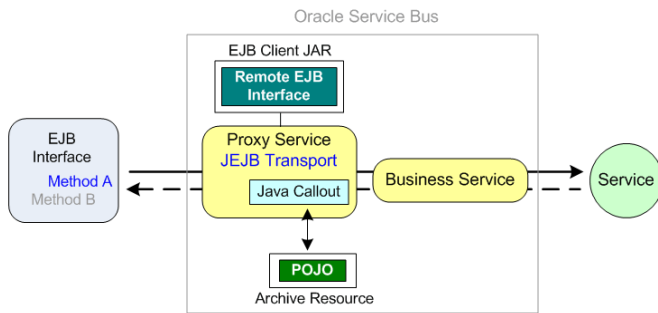 Oracle Service Bus
EJB Client JAR
Remote EJB
Interface
EJB
Interface
Method A
Method B
Proxy Service
JEJB Transport
Java Callout
Business Service
Service
POJO
Archive Resource